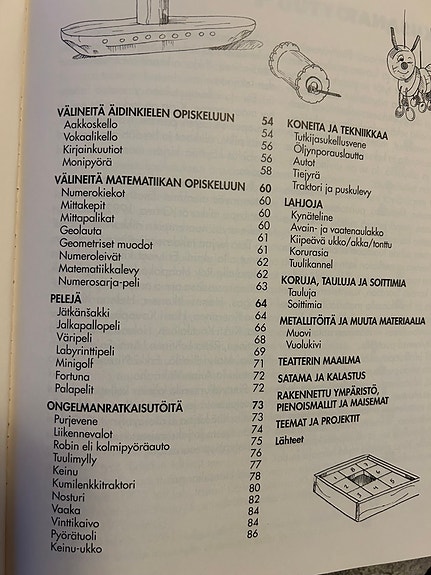 VÄLINEITÄ ÄIDINKIELEN OPISKELUUN 54
Aakkoskello 54
Vokaalikello 56
Kirjainkuutiot 56
Monipyörä 58
VÄLINEITÄ MATEMATIIKAN OPISKELUUN 60
Numerokiekot 60
Mittakepit 60
Mittapalikat 60
Geolauta 61
Geometriset muodot 61
Numeroleivät 62
Matematiikkalevy 62
Numerosarja-peli 63
PELEJÄ 64
Jätkänšakki 64
Jalkapallopeli 66
Väripeli 68
Labyrinttipeli 69
Minigolf 71
Fortuna 72
Palapelit 72
ONGELMANRATKAISUTÖITÄ 73
Purjevene 73
Liikennevalot 74
Robin eli kolmipyöräauto 75
Tuulimylly 76
Keinu 77
Kumilenkkitraktori 78
Nosturi 80
Vaaka 82
Vinttikaivo 84
Pyörätuoli 84
Keinu-ukko 86
KONEITA JA TEKNIIKKAA
Tutkijasukellusvene
Öljynporauslautta
Autot
Tiejyrä
Traktori ja puskulevy
LAHJOJA
Kynäteline
Avain- ja vaatenaulakko
Kiipeävä ukko/akka/tonttu
Korurasia
Tuulikannel
KORUJA, TAULUJA JA SOITTIMIA
Tauluja
Soittimia
METALLITÖITÄ JA MUUTA MATERIAALIA
Muovi
Vuolukivi
TEATTERIN MAAILMA
SATAMA JA KALASTUS
RAKENNETTU YMPÄRISTÖ,
PIENOISMALLIT JA MAISEMAT
TEEMAT JA PROJEKTIT
Lähteet